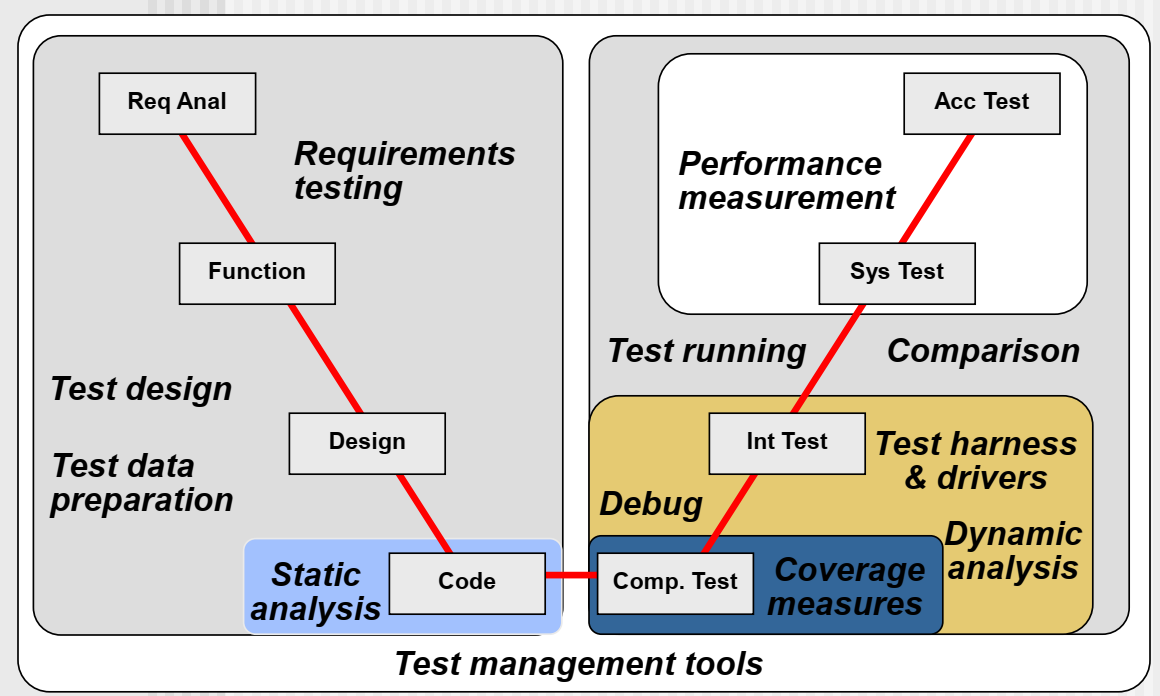 Req Anal
Requirements
testing
Function
Test design
Design
Test data
preparation
Static
analysis
Code
Acc Test
Performance
measurement
Sys Test
Test running
Comparison
Int Test
Test harness
& drivers
Debug
Dynamic
analysis
Comp. Test
Coverage
measures
Test management tools